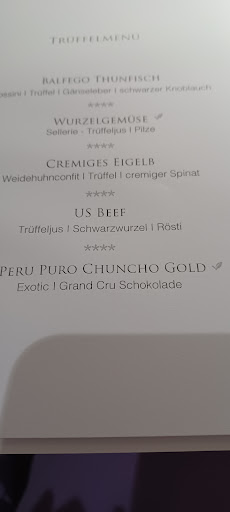 TRÜFFELMENÜ
BALFEGO THUNFISCH
ossini I Trüffel I Gänseleber I schwarzer Knoblauch
****
WURZELGEMÜSE
Sellerie - Trüffeljus I Pilze
****
CREMIGES EIGELB
Weidehuhnconfit I Trüffel I cremiger Spinat
****
US BEEF
Trüffeljus I Schwarzwurzel I Rösti
****
PERU PURO CHUNCHO GOLD
Exotic I Grand Cru Schokolade